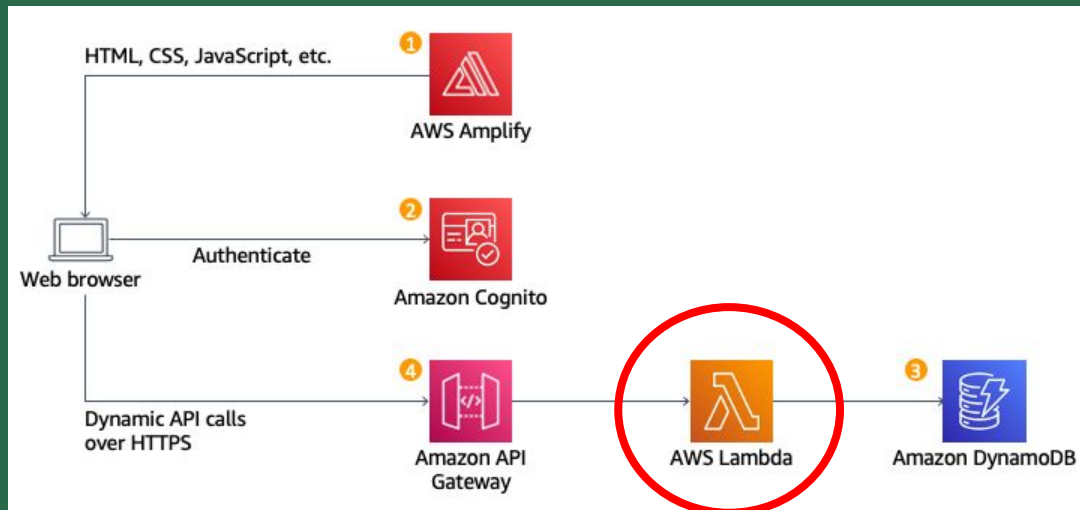 HTML, CSS, JavaScript, etc.
1
AWS Amplify
2
Authenticate
Web browser
Amazon Cognito
4
3
Dynamic API calls
over HTTPS
Amazon API
Gateway
AWS Lambda
Amazon DynamoDB